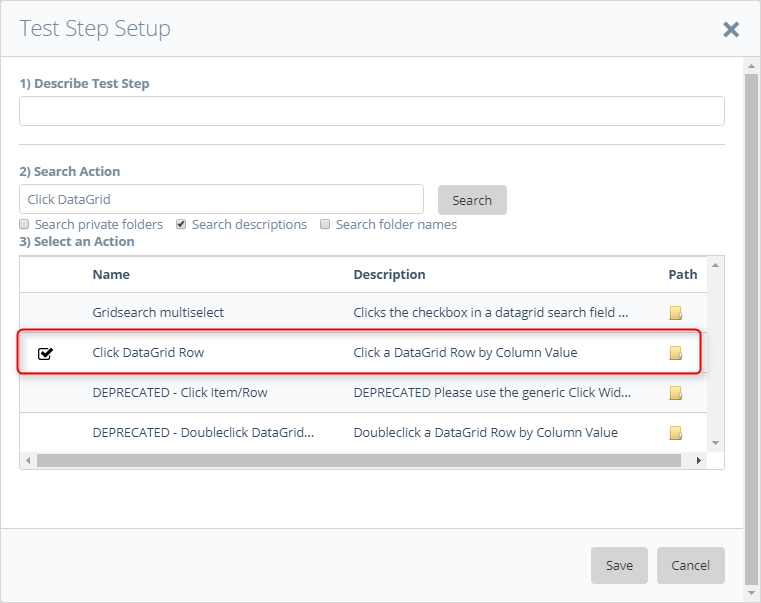 Test Step Setup
1) Describe Test Step
2) Search Action
Click DataGrid
Search
Search private folders Search descriptions Search folder names
3) Select an Action
Name Description Path
Gridsearch multiselect Clicks the checkbox in a datagrid search field ...
Click DataGrid Row Click a DataGrid Row by Column Value
DEPRECATED - Click Item/Row DEPRECATED Please use the generic Click Wid...
DEPRECATED - Doubleclick DataGrid... Doubleclick a DataGrid Row by Column Value
Save Cancel